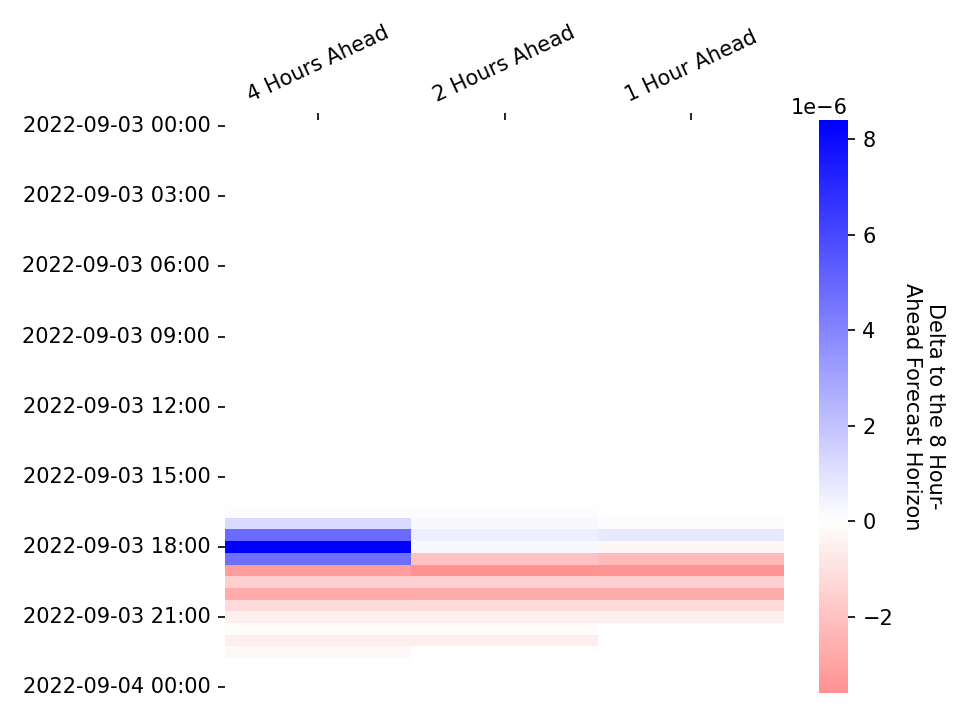 4 Hours Ahead
2 Hours Ahead
1 Hour Ahead
1e−6
2022-09-03 00:00
2022-09-03 03:00
2022-09-03 06:00
2022-09-03 09:00
2022-09-03 12:00
2022-09-03 15:00
2022-09-03 18:00
2022-09-03 21:00
2022-09-04 00:00
8
6
4
2
0
−2
Delta to the 8 Hour-
Ahead Forecast Horizon